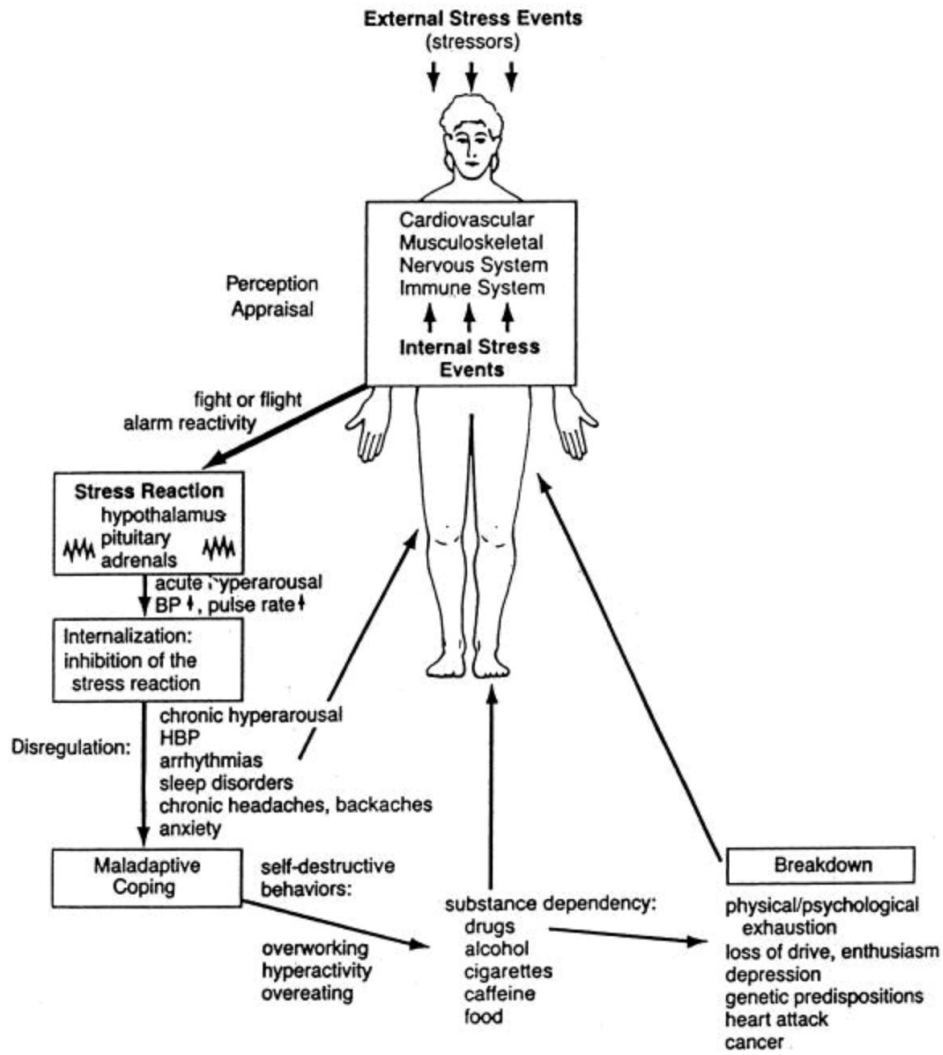 External Stress Events
(stressors)
Cardiovascular
Musculoskeletal
Nervous System
Immune System
Internal Stress
Events
Perception
Appraisal
fight or flight
alarm reactivity
Stress Reaction
hypothalamus
pituitary
adrenals
acute hyperarousal
BP ↑, pulse rate ↑
Internalization:
inhibition of the
stress reaction
Disregulation:
chronic hyperarousal
HBP
arrhythmias
sleep disorders
chronic headaches, backaches
anxiety
Maladaptive
Coping
self-destructive
behaviors:
overworking
hyperactivity
overeating
substance dependency:
drugs
alcohol
cigarettes
caffeine
food
Breakdown
physical/psychological
exhaustion
loss of drive, enthusiasm
depression
genetic predispositions
heart attack
cancer